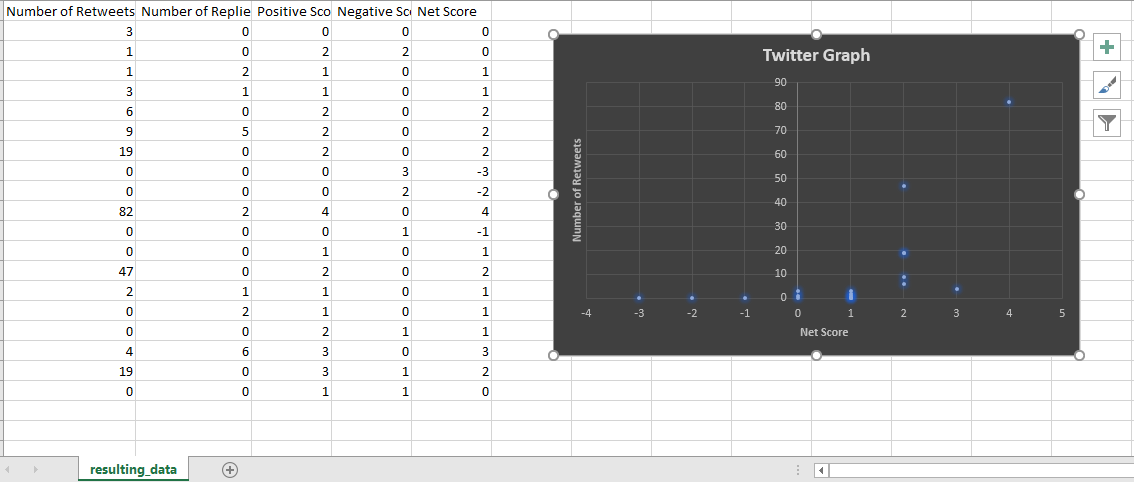 Number of Retweets Number of Replie Positive Sco Negative Sc Net Score
3 0 0 0 0
1 0 2 2 0
1 2 1 0 1
3 1 1 0 1
6 0 2 0 2
9 5 2 0 2
19 0 2 0 2
0 0 0 3 -3
0 0 0 2 -2
82 2 4 0 4
0 0 0 1 -1
0 0 1 0 1
47 0 2 0 2
2 1 1 0 1
0 2 1 0 1
0 0 2 1 1
4 6 3 0 3
19 0 3 1 2
0 0 1 1 0
Twitter Graph
Number of Retweets
90
80
70
60
50
40
30
20
10
0
-4 -3 -2 -1 0 1 2 3 4 5
Net Score
resulting_data